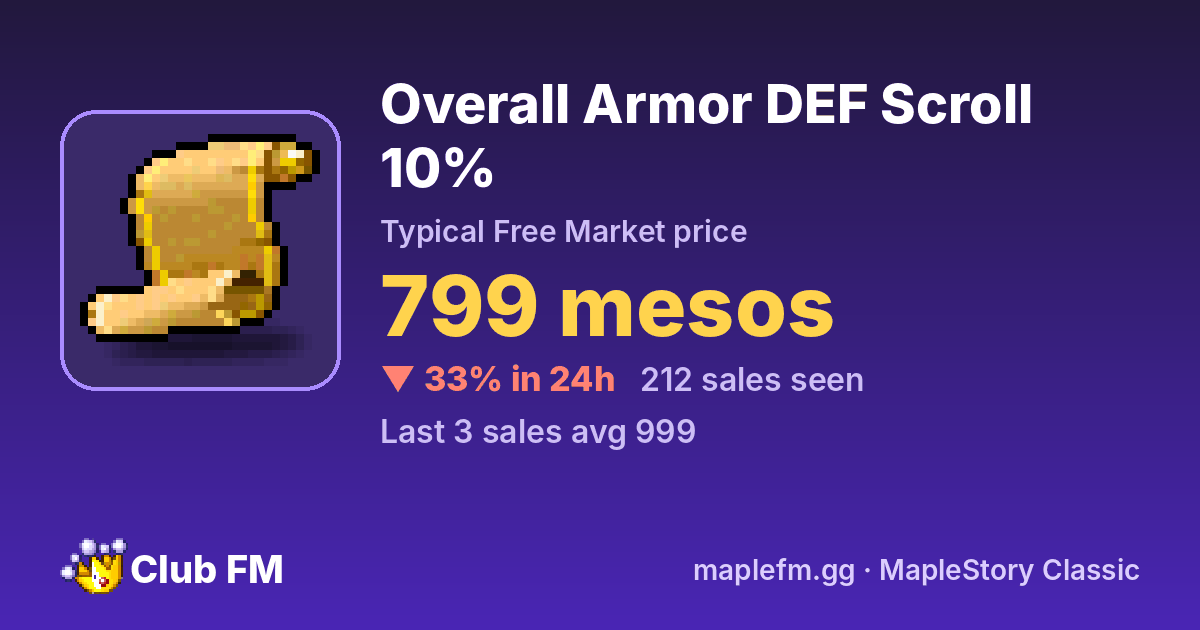 Overall Armor DEF Scroll
10%
Typical Free Market price
799 mesos
▼ 33% in 24h 212 sales seen
Last 3 sales avg 999
Club FM
maplefm.gg · MapleStory Classic